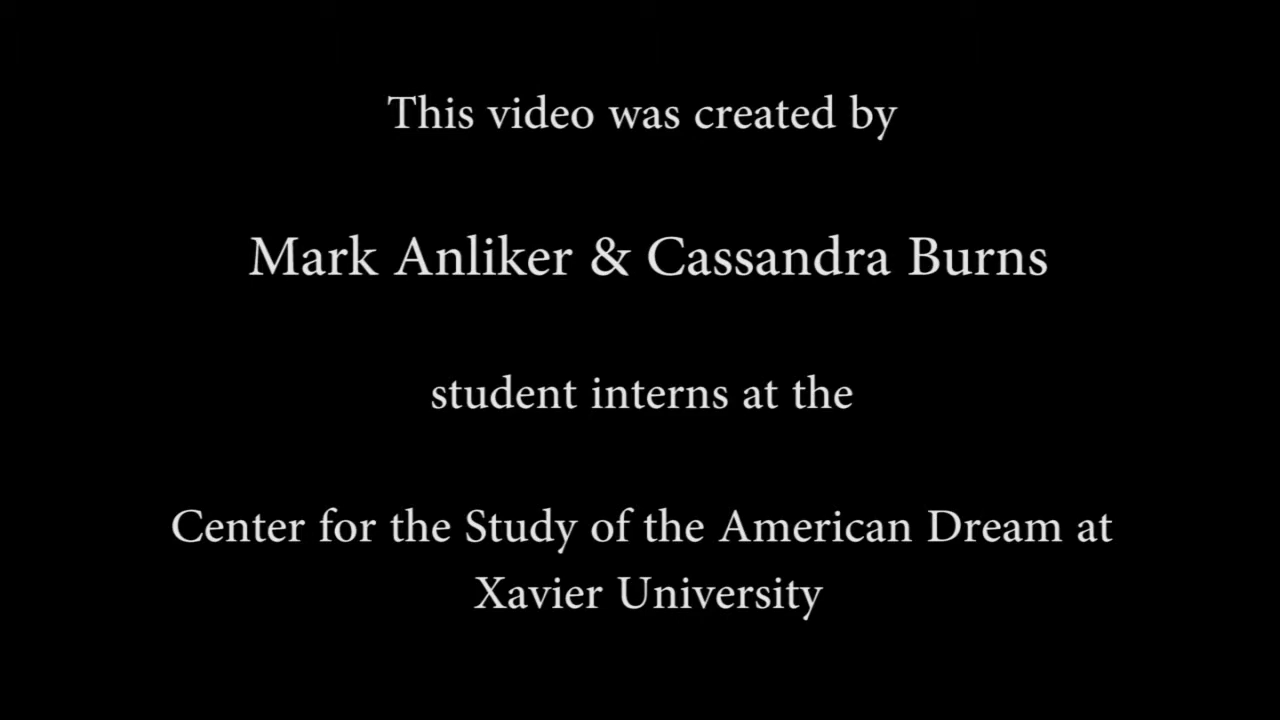 This video was created by
Mark Anliker & Cassandra Burns
student interns at the
Center for the Study of the American Dream at
Xavier University